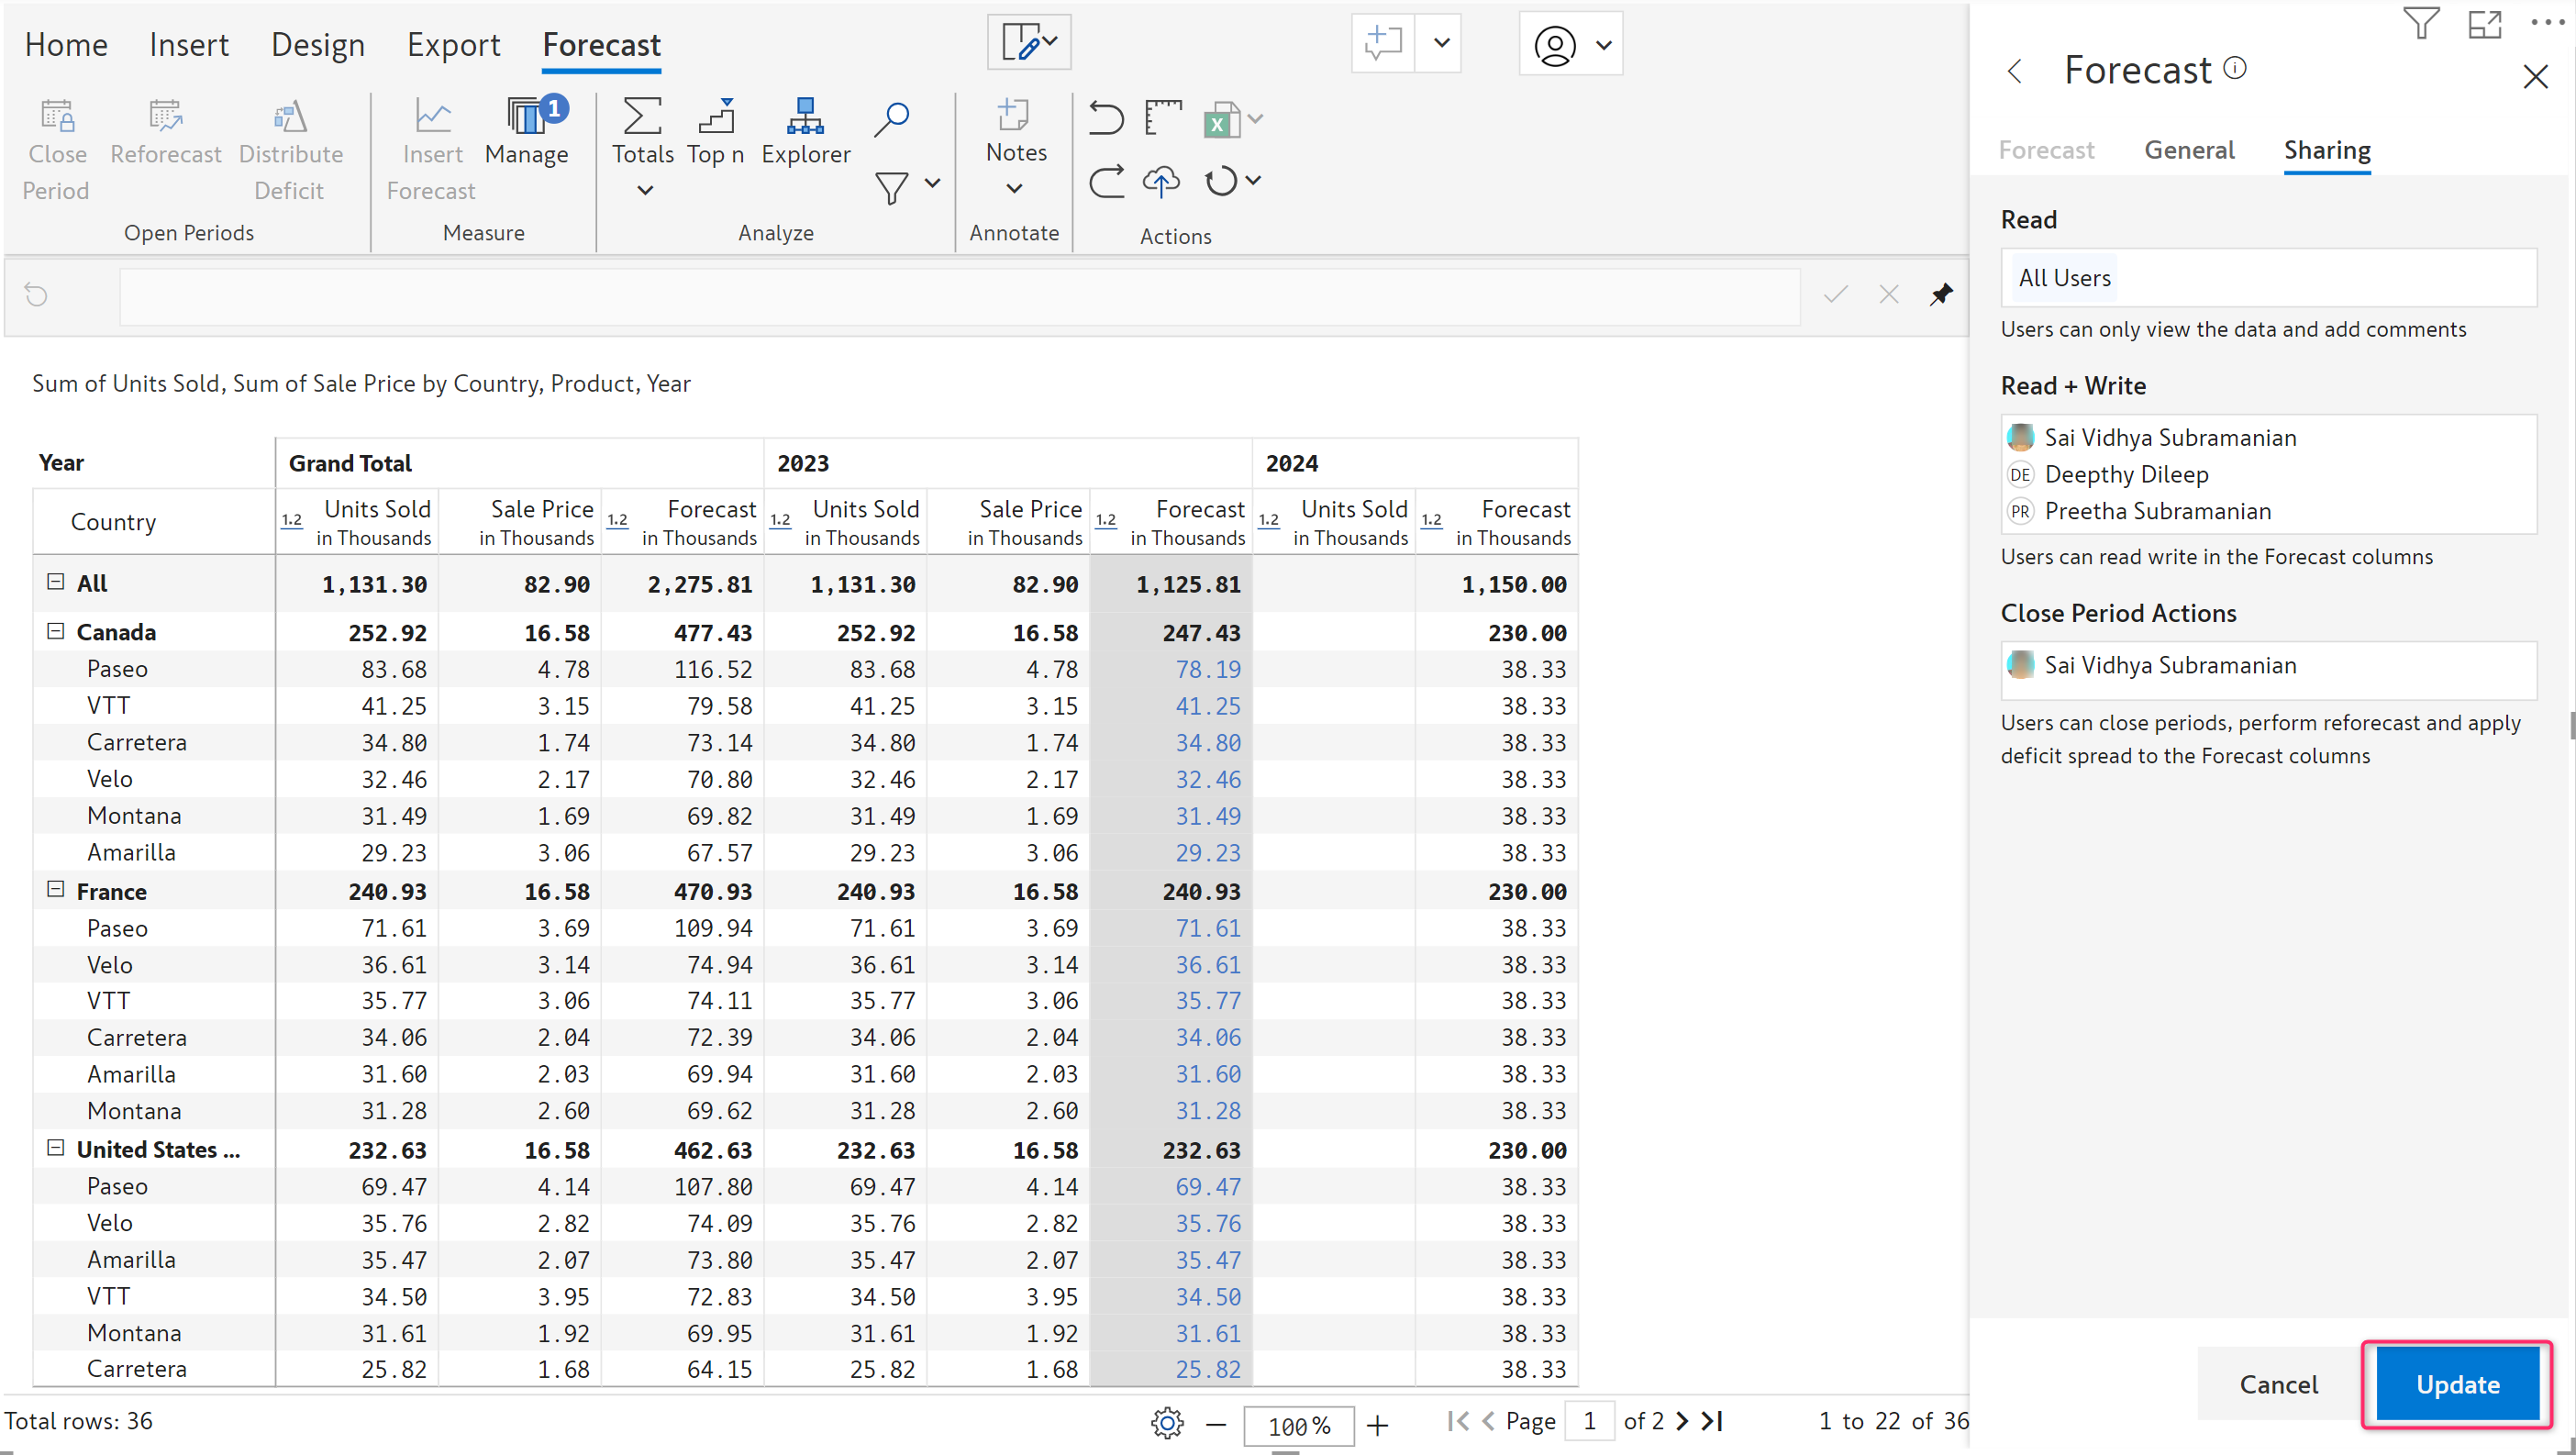 Home Insert Design Export Forecast
Close Period
Reforecast
Distribute Deficit
Open Periods
Insert Forecast
Manage 1
Measure
Totals
Top n
Explorer
Analyze
Notes
Annotate
X
Actions
Sum of Units Sold, Sum of Sale Price by Country, Product, Year
Year Grand Total 2023 2024
Country 1.2 Units Sold in Thousands Sale Price in Thousands 1.2 Forecast in Thousands 1.2 Units Sold in Thousands Sale Price in Thousands 1.2 Forecast in Thousands 1.2 Units Sold in Thousands 1.2 Forecast in Thousands
All 1,131.30 82.90 2,275.81 1,131.30 82.90 1,125.81 1,150.00
Canada 252.92 16.58 477.43 252.92 16.58 247.43 230.00
Paseo 83.68 4.78 116.52 83.68 4.78 78.19 38.33
VTT 41.25 3.15 79.58 41.25 3.15 41.25 38.33
Carretera 34.80 1.74 73.14 34.80 1.74 34.80 38.33
Velo 32.46 2.17 70.80 32.46 2.17 32.46 38.33
Montana 31.49 1.69 69.82 31.49 1.69 31.49 38.33
Amarilla 29.23 3.06 67.57 29.23 3.06 29.23 38.33
France 240.93 16.58 470.93 240.93 16.58 240.93 230.00
Paseo 71.61 3.69 109.94 71.61 3.69 71.61 38.33
Velo 36.61 3.14 74.94 36.61 3.14 36.61 38.33
VTT 35.77 3.06 74.11 35.77 3.06 35.77 38.33
Carretera 34.06 2.04 72.39 34.06 2.04 34.06 38.33
Amarilla 31.60 2.03 69.94 31.60 2.03 31.60 38.33
Montana 31.28 2.60 69.62 31.28 2.60 31.28 38.33
United States ... 232.63 16.58 462.63 232.63 16.58 232.63 230.00
Paseo 69.47 4.14 107.80 69.47 4.14 69.47 38.33
Velo 35.76 2.82 74.09 35.76 2.82 35.76 38.33
Amarilla 35.47 2.07 73.80 35.47 2.07 35.47 38.33
VTT 34.50 3.95 72.83 34.50 3.95 34.50 38.33
Montana 31.61 1.92 69.95 31.61 1.92 31.61 38.33
Carretera 25.82 1.68 64.15 25.82 1.68 25.82 38.33
Total rows: 36
100 %
Page 1 of 2
1 to 22 of 36
Forecast
Forecast General Sharing
Read
All Users
Users can only view the data and add comments
Read + Write
Sai Vidhya Subramanian
DE Deepthy Dileep
PR Preetha Subramanian
Users can read write in the Forecast columns
Close Period Actions
Sai Vidhya Subramanian
Users can close periods, perform reforecast and apply
deficit spread to the Forecast columns
Cancel Update